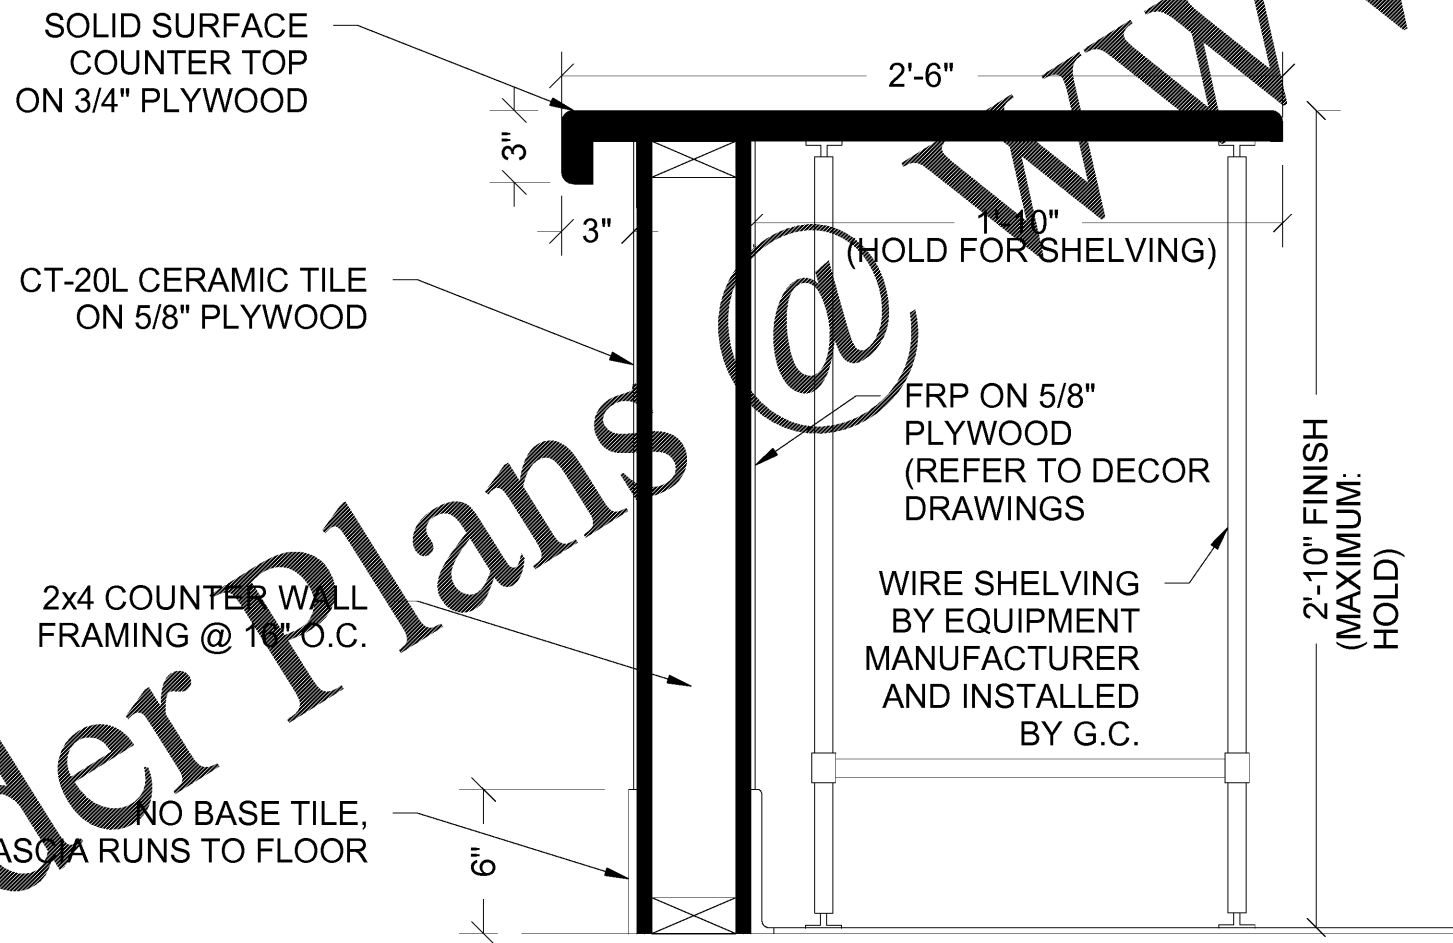 SOLID SURFACE
COUNTER TOP
ON 3/4" PLYWOOD
2'-6"
3"
3"
1'-10"
(HOLD FOR SHELVING)
CT-20L CERAMIC TILE
ON 5/8" PLYWOOD
FRP ON 5/8"
PLYWOOD
(REFER TO DECOR
DRAWINGS
2'-10" FINISH
(MAXIMUM.
HOLD)
2x4 COUNTER WALL
FRAMING @ 16" O.C.
WIRE SHELVING
BY EQUIPMENT
MANUFACTURER
AND INSTALLED
BY G.C.
NO BASE TILE,
ASCIA RUNS TO FLOOR
6"
der Plans @ www